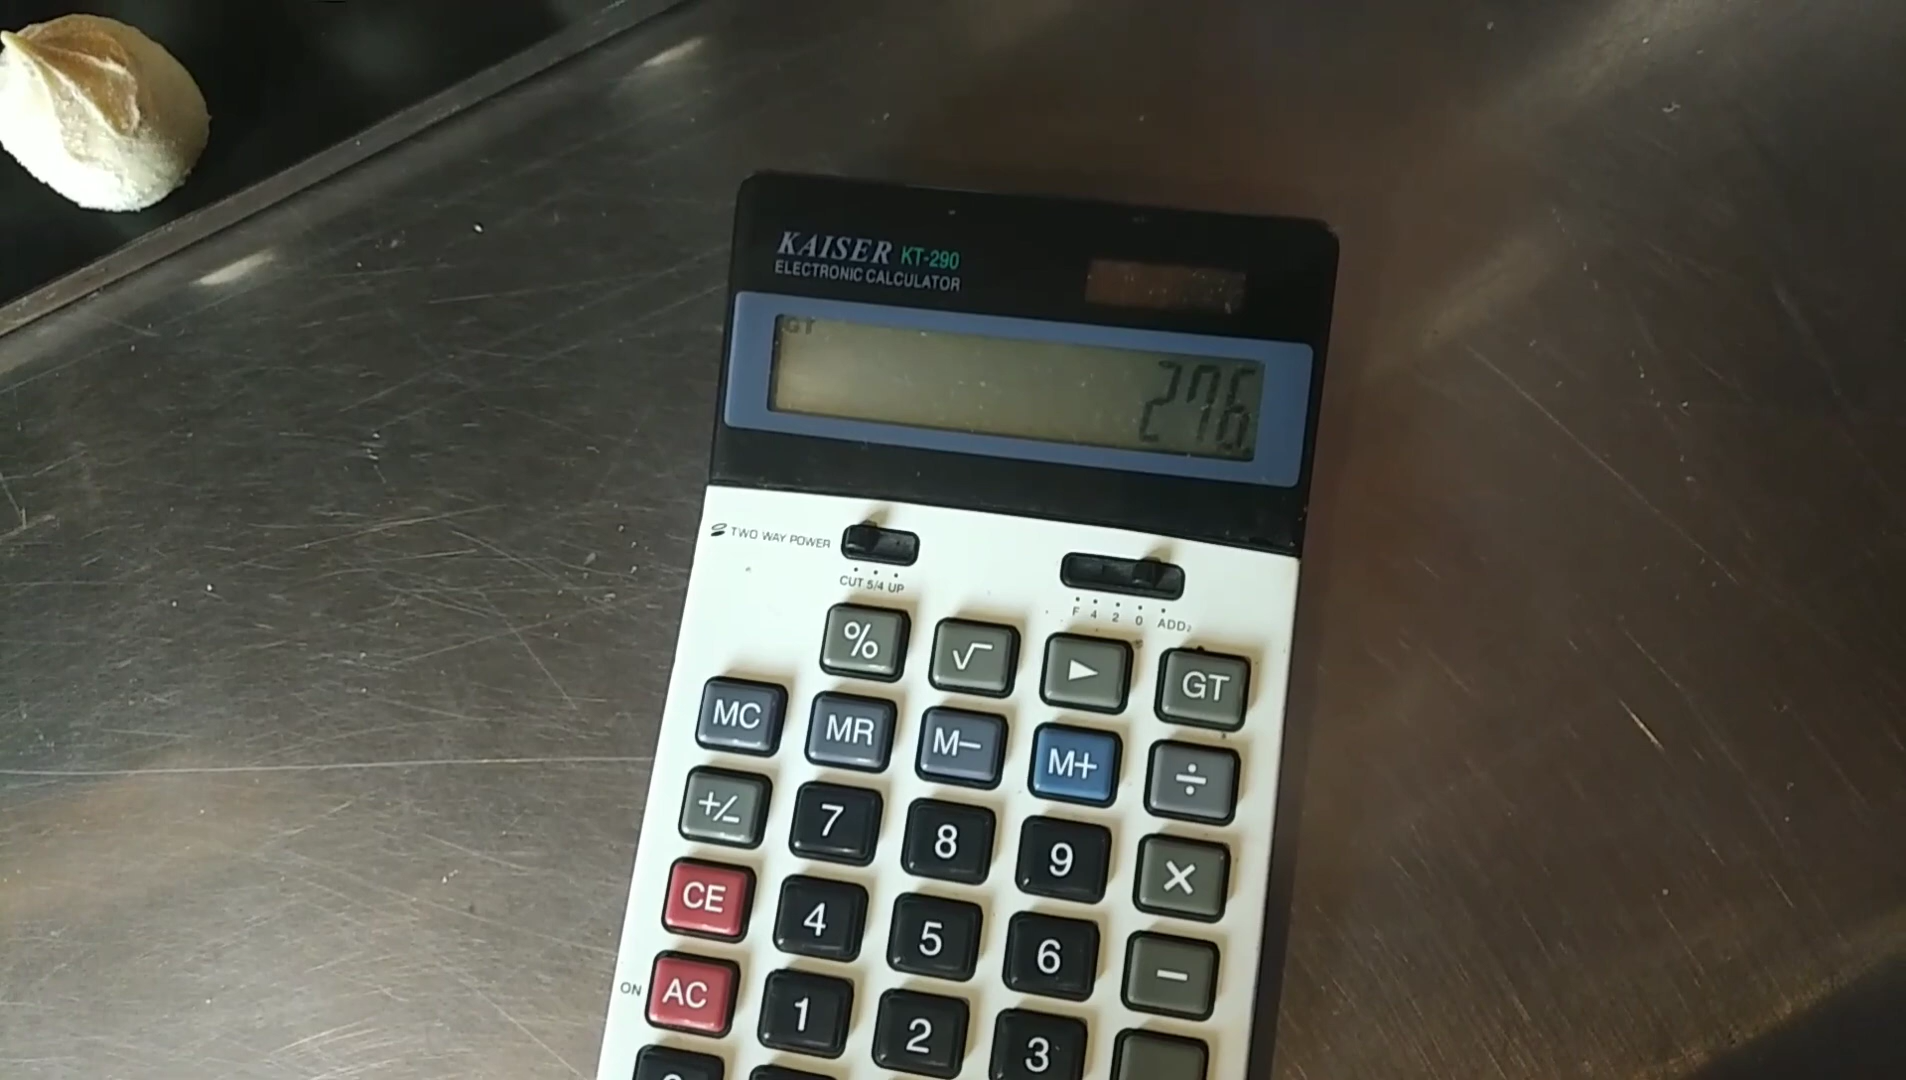 KAISER KT-290
ELECTRONIC CALCULATOR
GT
276.
TWO WAY POWER
CUT 5/4 UP
F 4 2 0 ADD₂
% √ ▶ GT
MC MR M− M+ ÷
+/− 7 8 9 ×
CE 4 5 6 −
ON AC 1 2 3